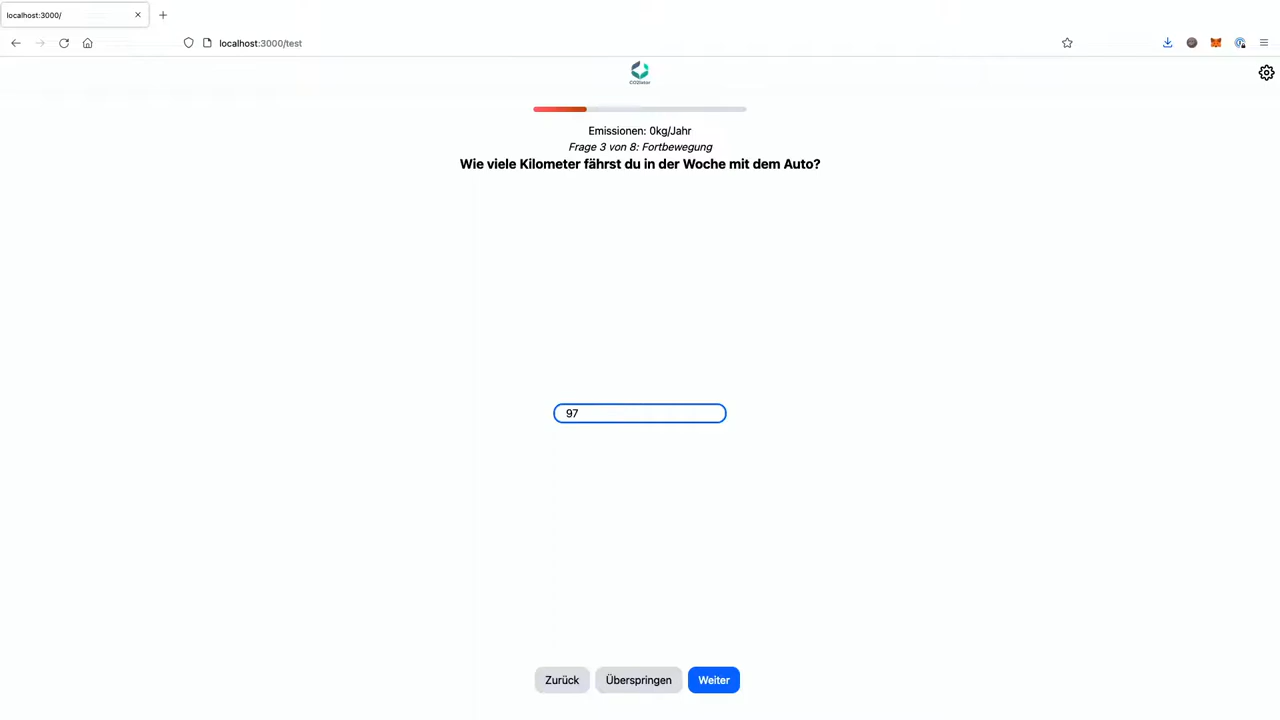 localhost:3000/
localhost:3000/test
CO2lator
Emissionen: 0kg/Jahr
Frage 3 von 8: Fortbewegung
Wie viele Kilometer fährst du in der Woche mit dem Auto?
97
Zurück
Überspringen
Weiter